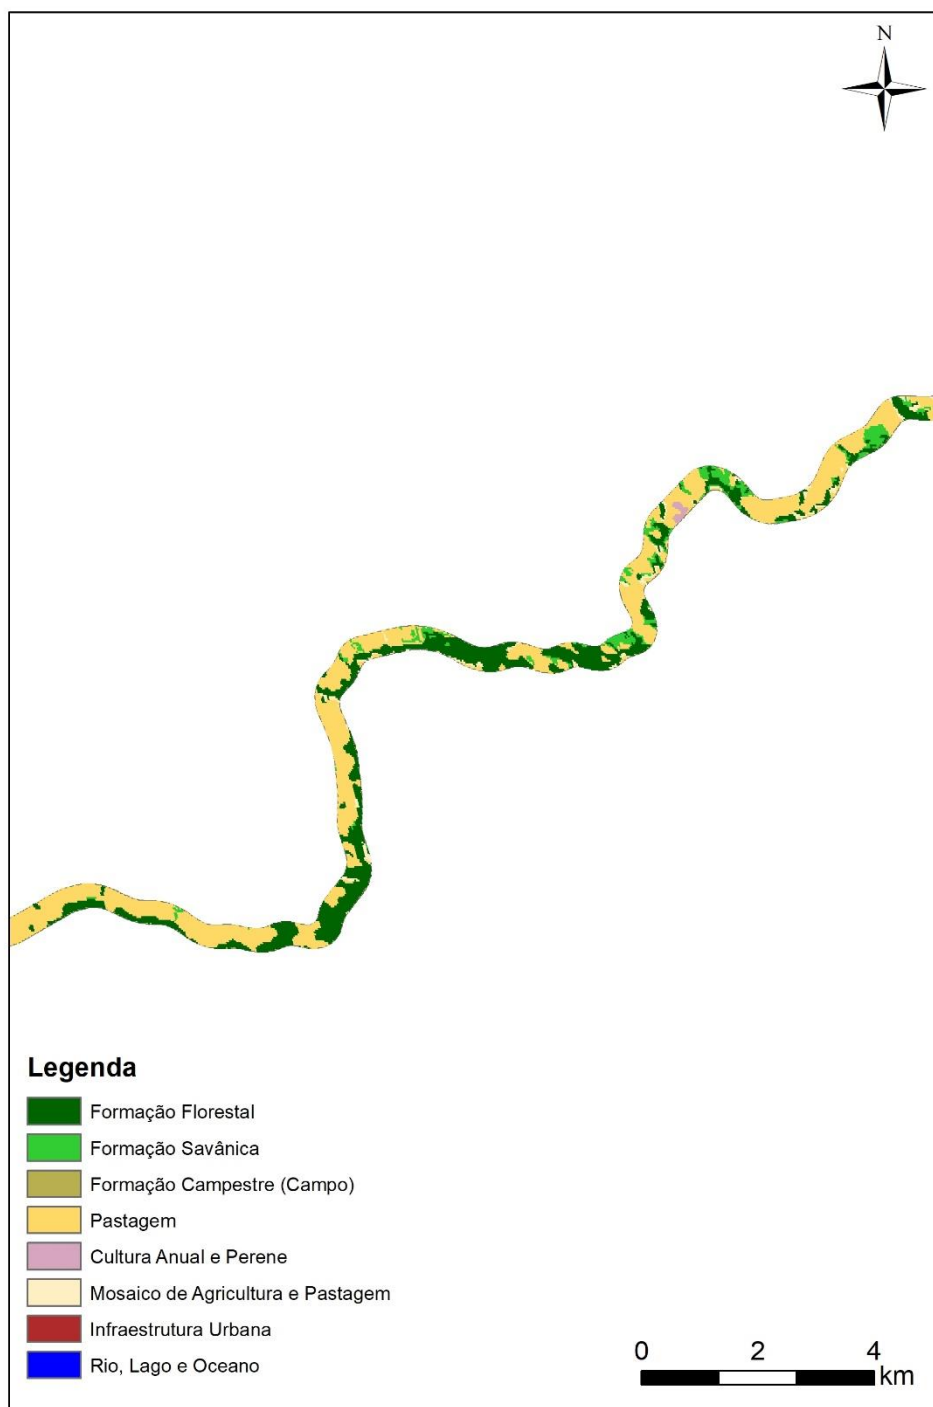 N
Legenda
Formação Florestal
Formação Savânica
Formação Campestre (Campo)
Pastagem
Cultura Anual e Perene
Mosaico de Agricultura e Pastagem
Infraestrutura Urbana
Rio, Lago e Oceano
0 2 4
km